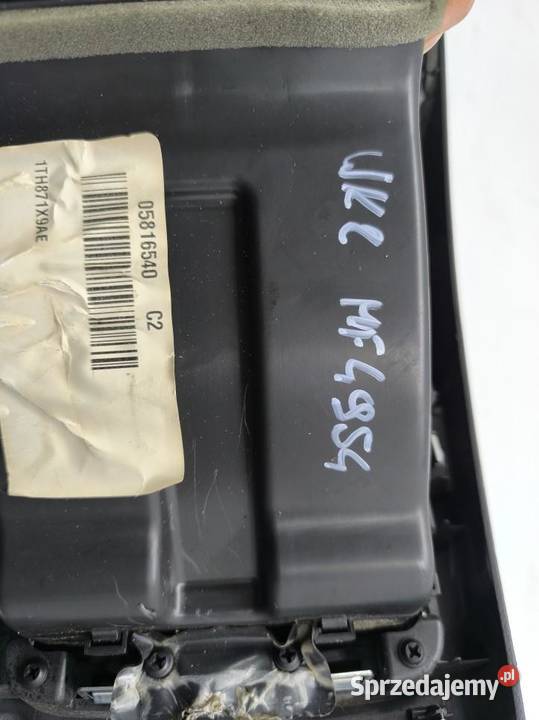 1TH871X9AE
05816540 C2
WK2 MF4954
Sprzedajemy.pl